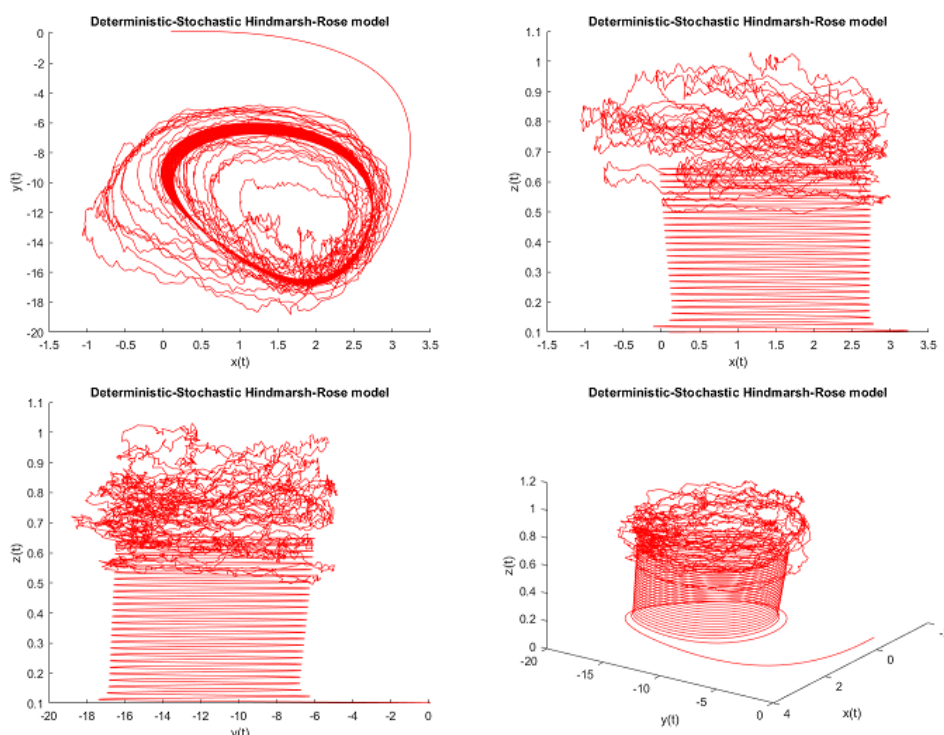 Deterministic-Stochastic Hindmarsh-Rose model
0
-2
-4
-6
-8
-10
-12
-14
-16
-18
-20
y(t)
-1.5 -1 -0.5 0 0.5 1 1.5 2 2.5 3 3.5
x(t)
Deterministic-Stochastic Hindmarsh-Rose model
1.1
1
0.9
0.8
0.7
0.6
0.5
0.4
0.3
0.2
0.1
z(t)
-1.5 -1 -0.5 0 0.5 1 1.5 2 2.5 3 3.5
x(t)
Deterministic-Stochastic Hindmarsh-Rose model
1.1
1
0.9
0.8
0.7
0.6
0.5
0.4
0.3
0.2
0.1
z(t)
-20 -18 -16 -14 -12 -10 -8 -6 -4 -2 0
y(t)
Deterministic-Stochastic Hindmarsh-Rose model
1.2
1
0.8
0.6
0.4
0.2
0
z(t)
-20 -15 -10 -5 0
y(t)
4 2 0
x(t)